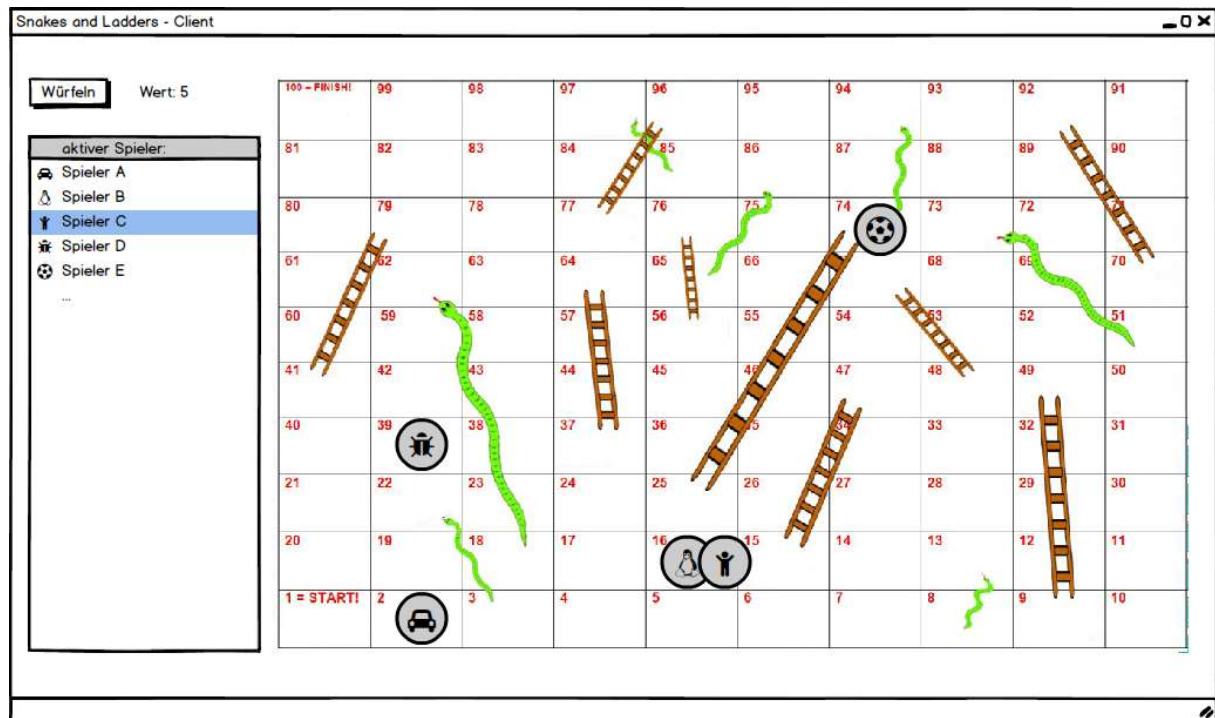 Snakes and Ladders - Client
Würfeln Wert: 5
aktiver Spieler:
Spieler A
Spieler B
Spieler C
Spieler D
Spieler E
...
100 = FINISH! 99 98 97 96 95 94 93 92 91
81 82 83 84 85 86 87 88 89 90
80 79 78 77 76 75 74 73 72
61 62 63 64 65 66 68 69 70
60 59 58 57 56 55 54 53 52 51
41 42 43 44 45 46 47 48 49 50
40 39 38 37 36 35 34 33 32 31
21 22 23 24 25 26 27 28 29 30
20 19 18 17 16 15 14 13 12 11
1 = START! 2 3 4 5 6 7 8 9 10